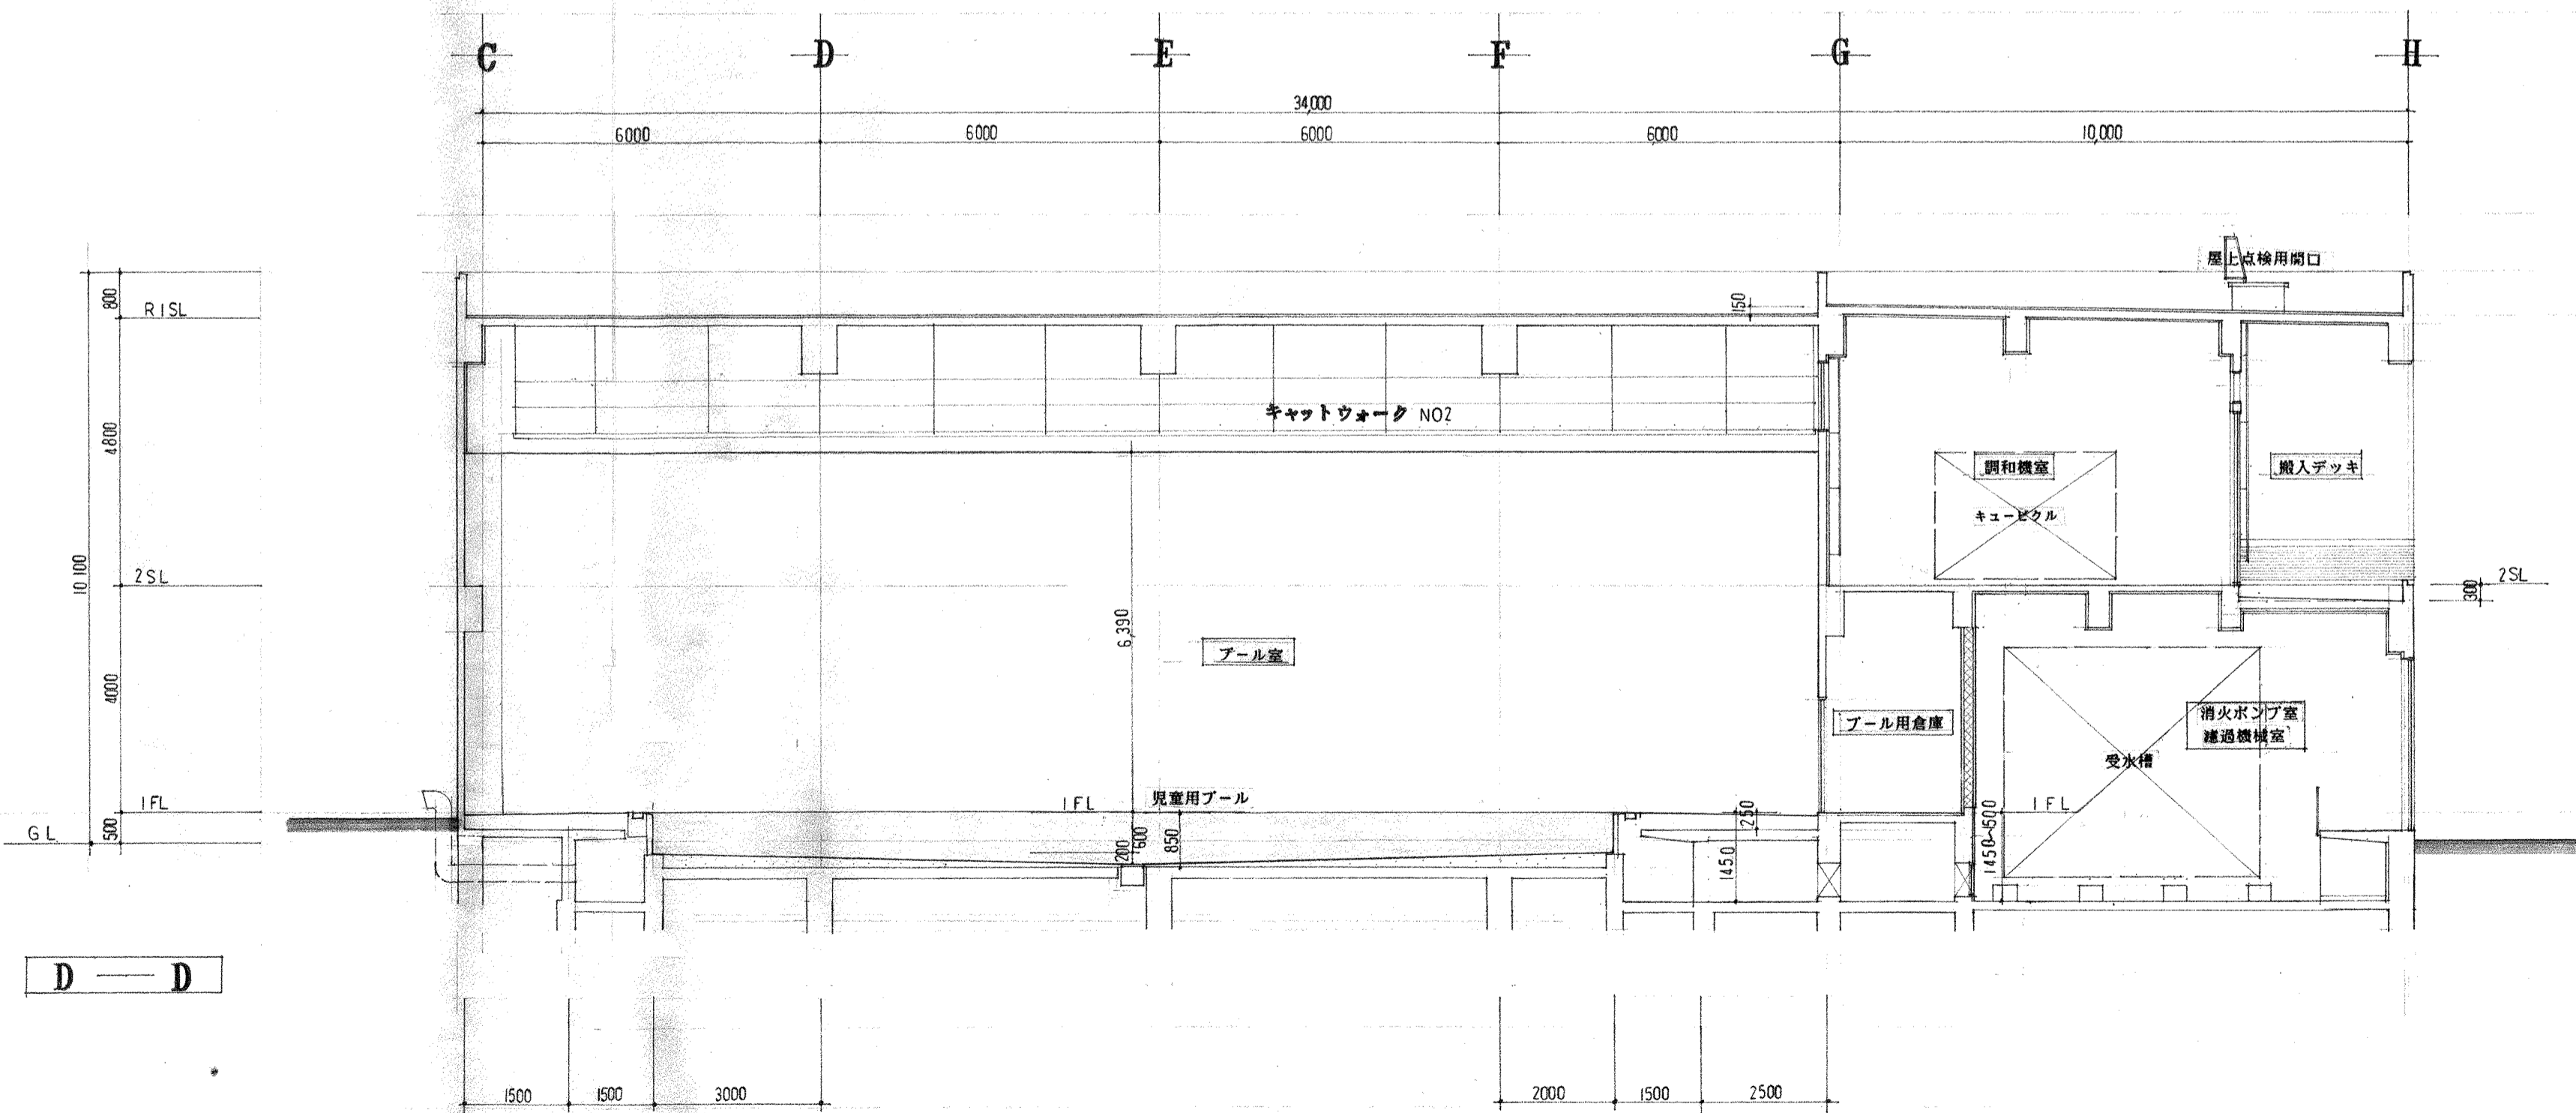 C D E F G H
34,000
6000 6000 6000 6000 10,000
屋上点検用開口
800
R1SL
150
4,800
キャットウォーク NO2
調和機室
搬入デッキ
キュービクル
10,100
2SL
2SL
300
6,390
プール室
4000
プール用倉庫
消火ポンプ室
濾過機械室
受水槽
1FL
1FL
児童用プール
1FL
GL
500
200
600
850
250
1450
1450~1500
D — D
1500 1500 3000 2000 1500 2500